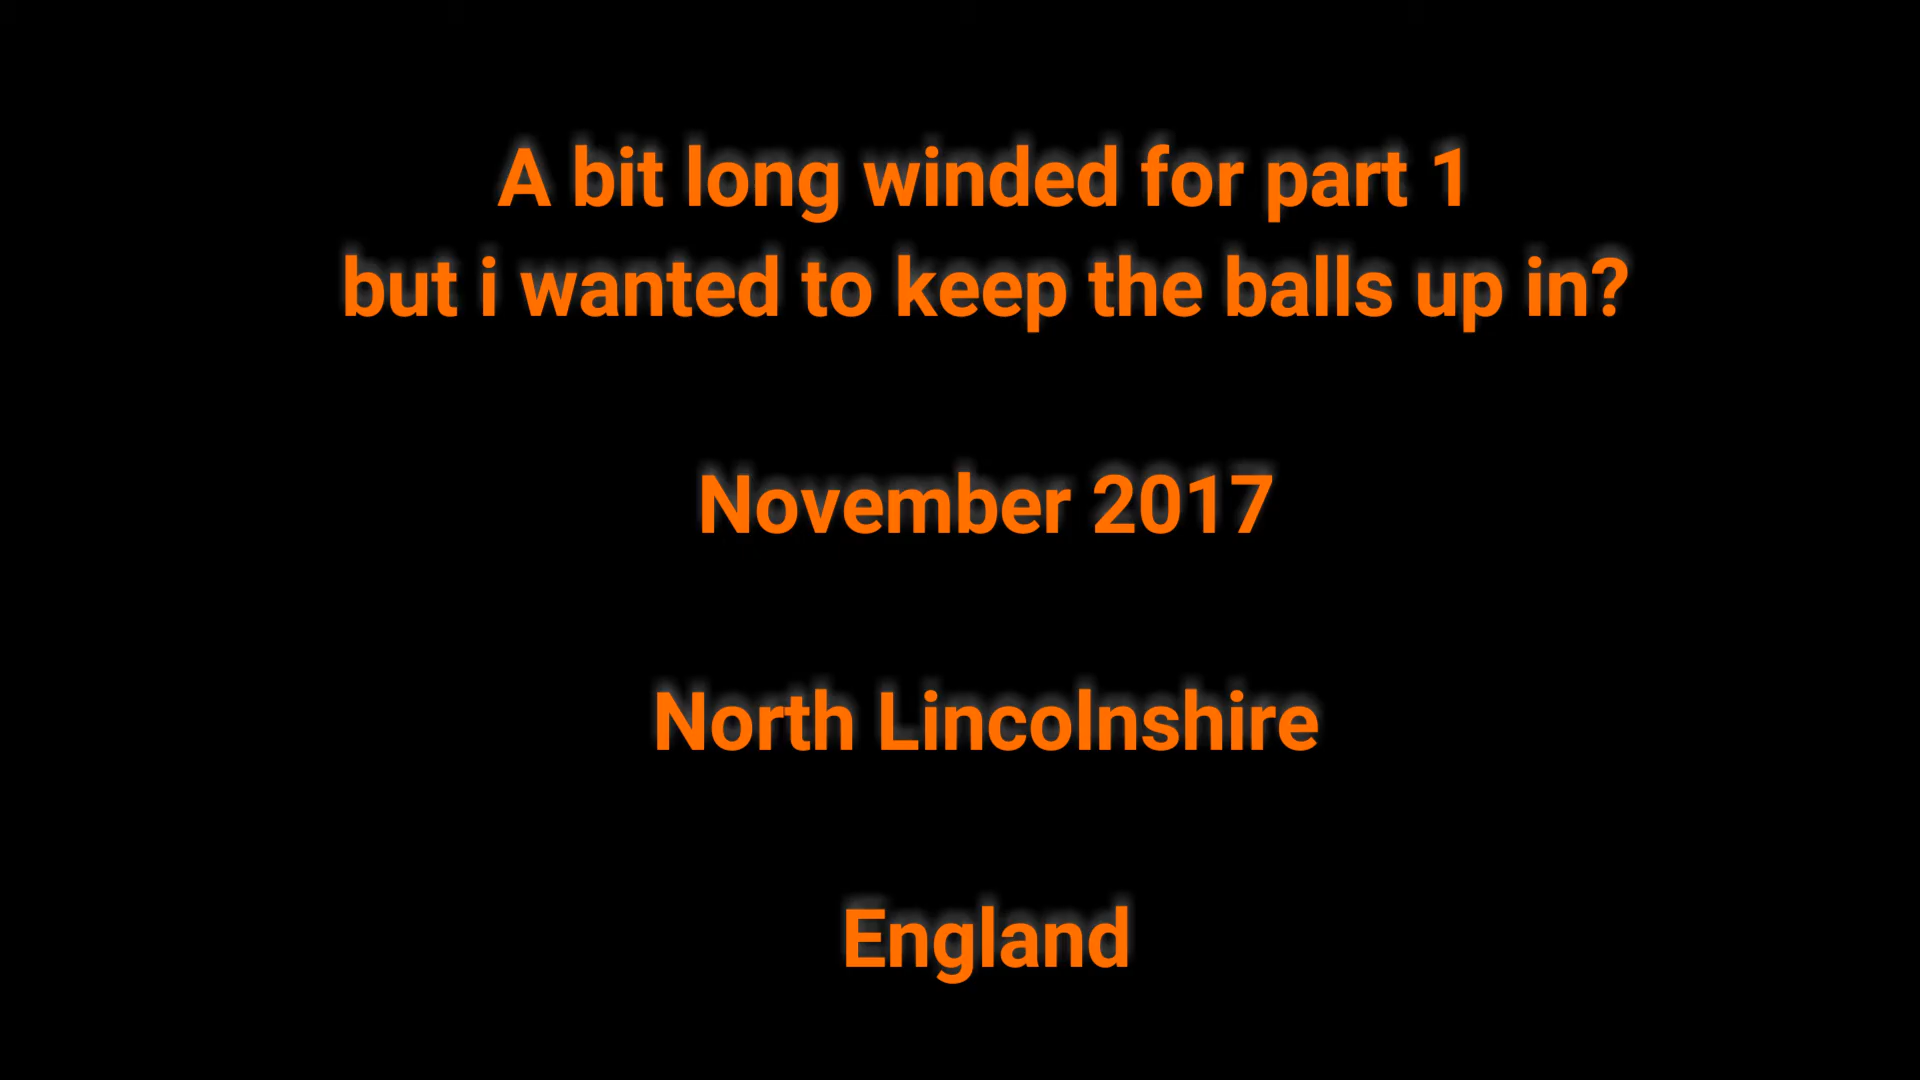 A bit long winded for part 1
but i wanted to keep the balls up in?
November 2017
North Lincolnshire
England